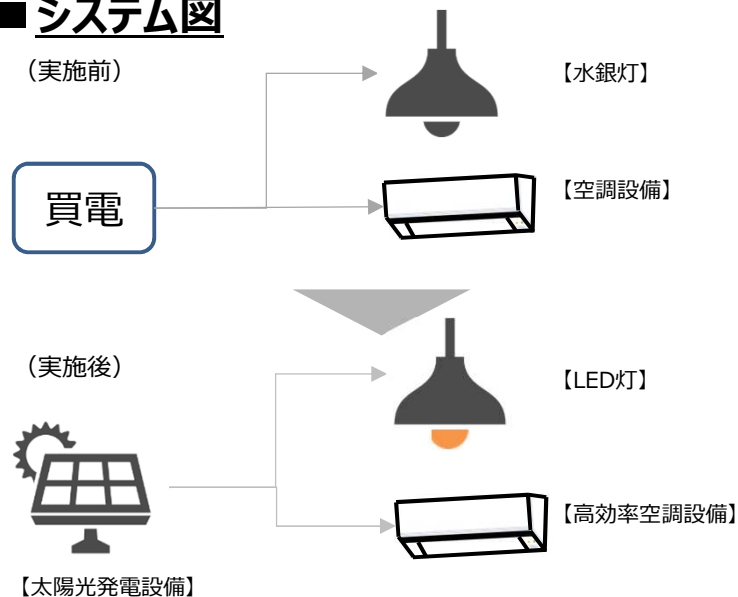 ■システム図
（実施前）
【水銀灯】
買電
【空調設備】
（実施後）
【LED灯】
【高効率空調設備】
【太陽光発電設備】